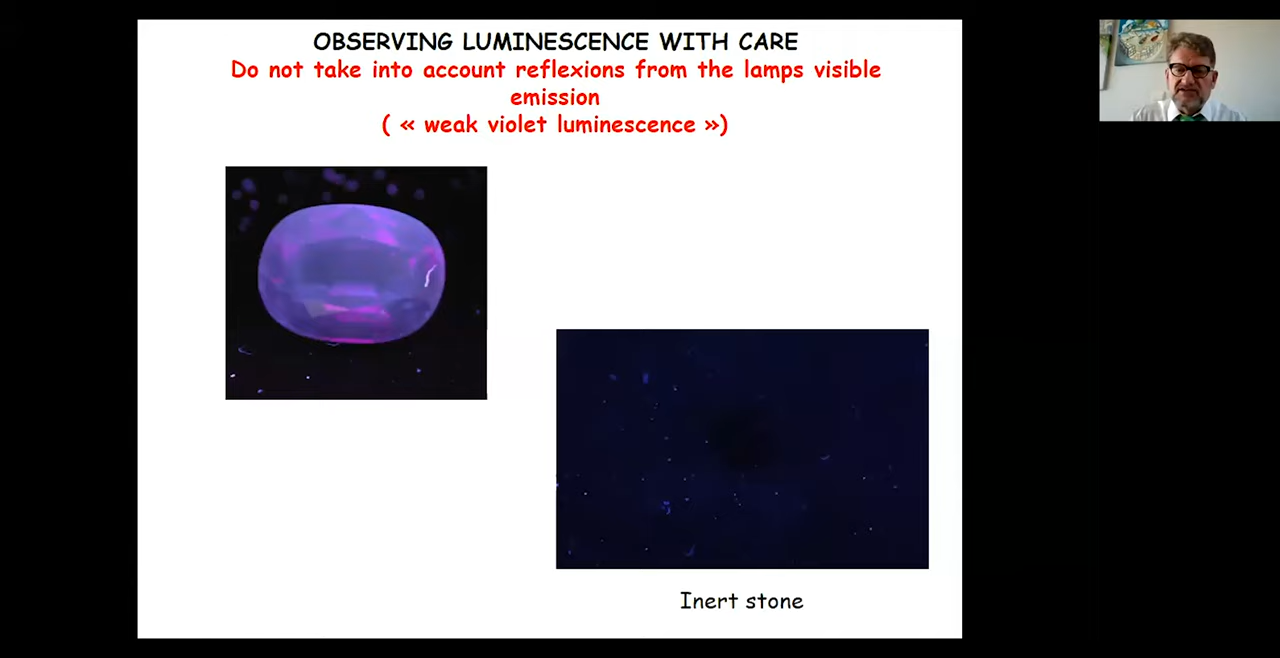 OBSERVING LUMINESCENCE WITH CARE
Do not take into account reflexions from the lamps visible
emission
( « weak violet luminescence »)
Inert stone